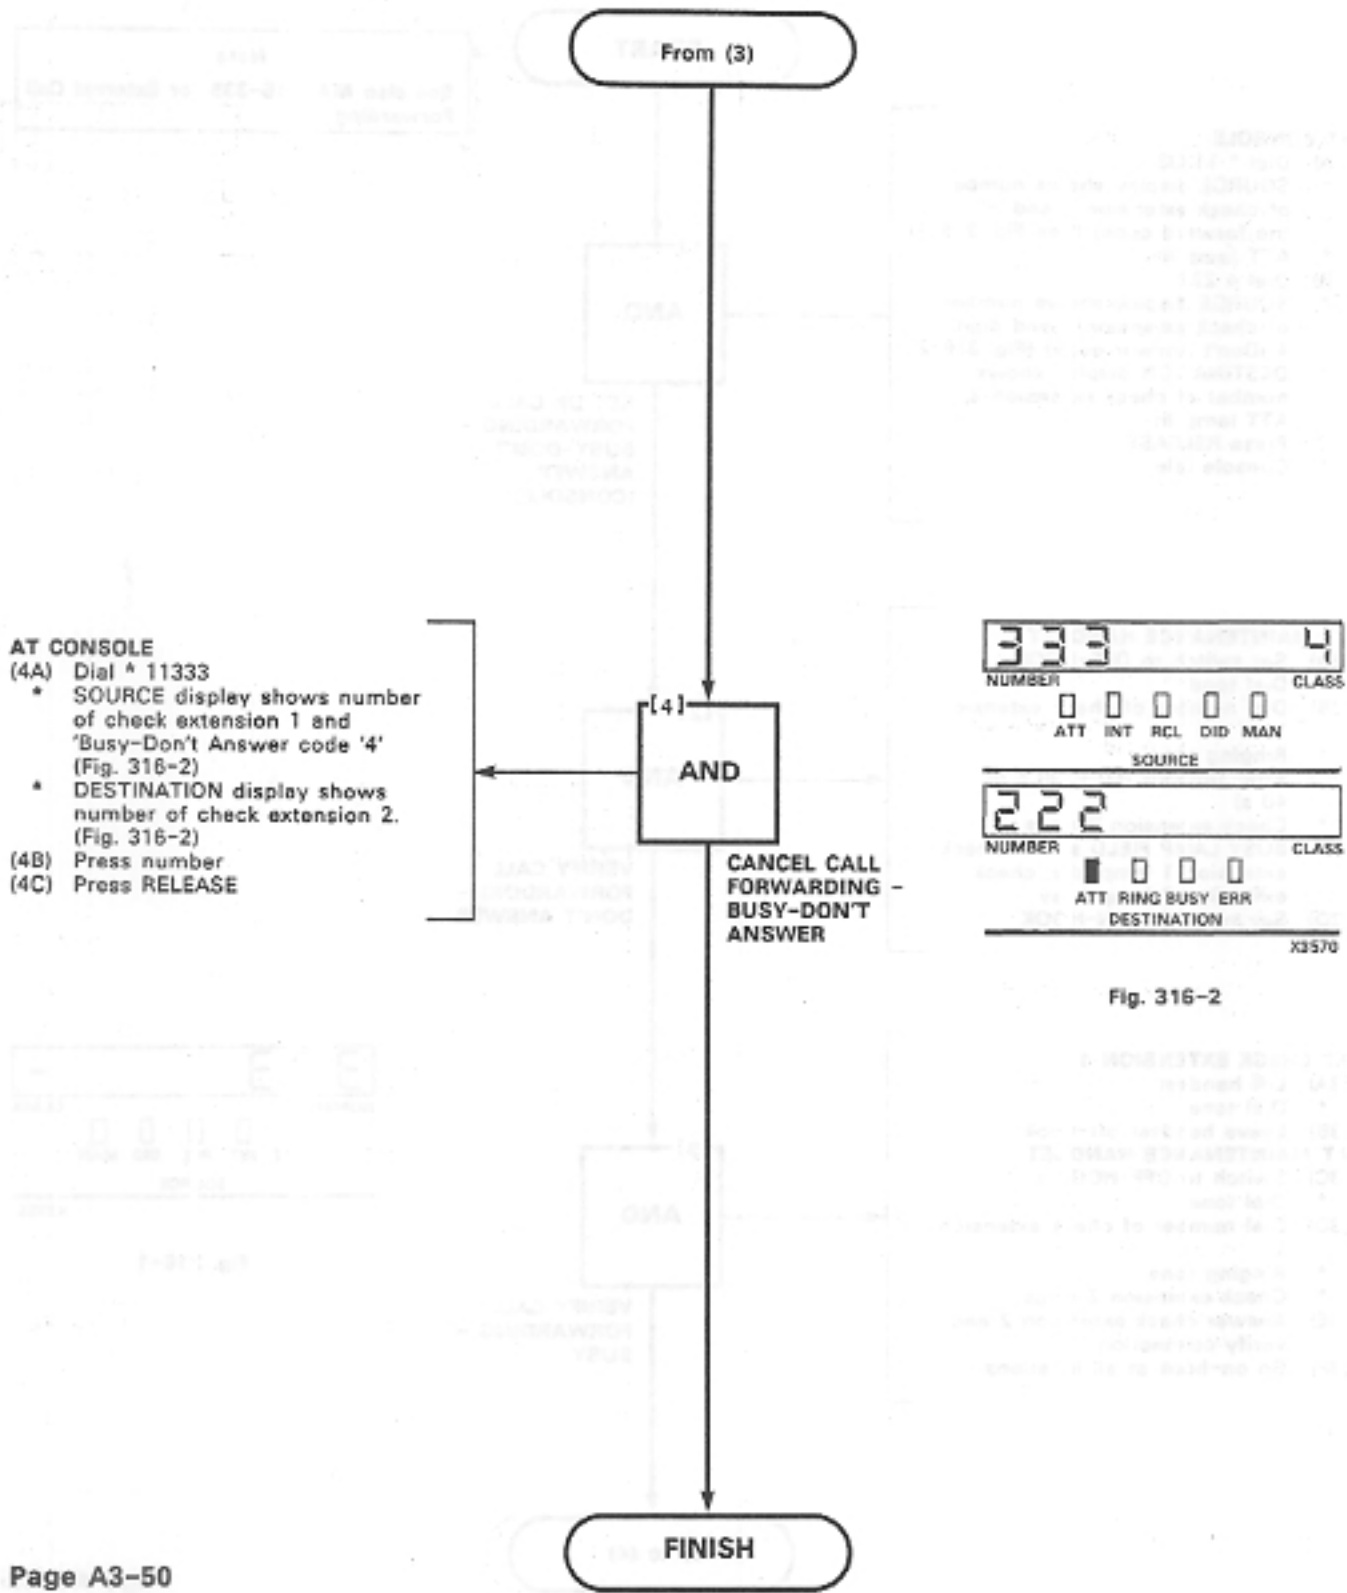 From (3)
AT CONSOLE
(4A) Dial * 11333
* SOURCE display shows number
of check extension 1 and
'Busy-Don't Answer code '4'
(Fig. 316-2)
* DESTINATION display shows
number of check extension 2.
(Fig. 316-2)
(4B) Press number
(4C) Press RELEASE
[4]
AND
CANCEL CALL
FORWARDING -
BUSY-DON'T
ANSWER
333 4
NUMBER CLASS
ATT INT RCL DID MAN
SOURCE
222
NUMBER CLASS
ATT RING BUSY ERR
DESTINATION
X3570
Fig. 316-2
FINISH
Page A3-50